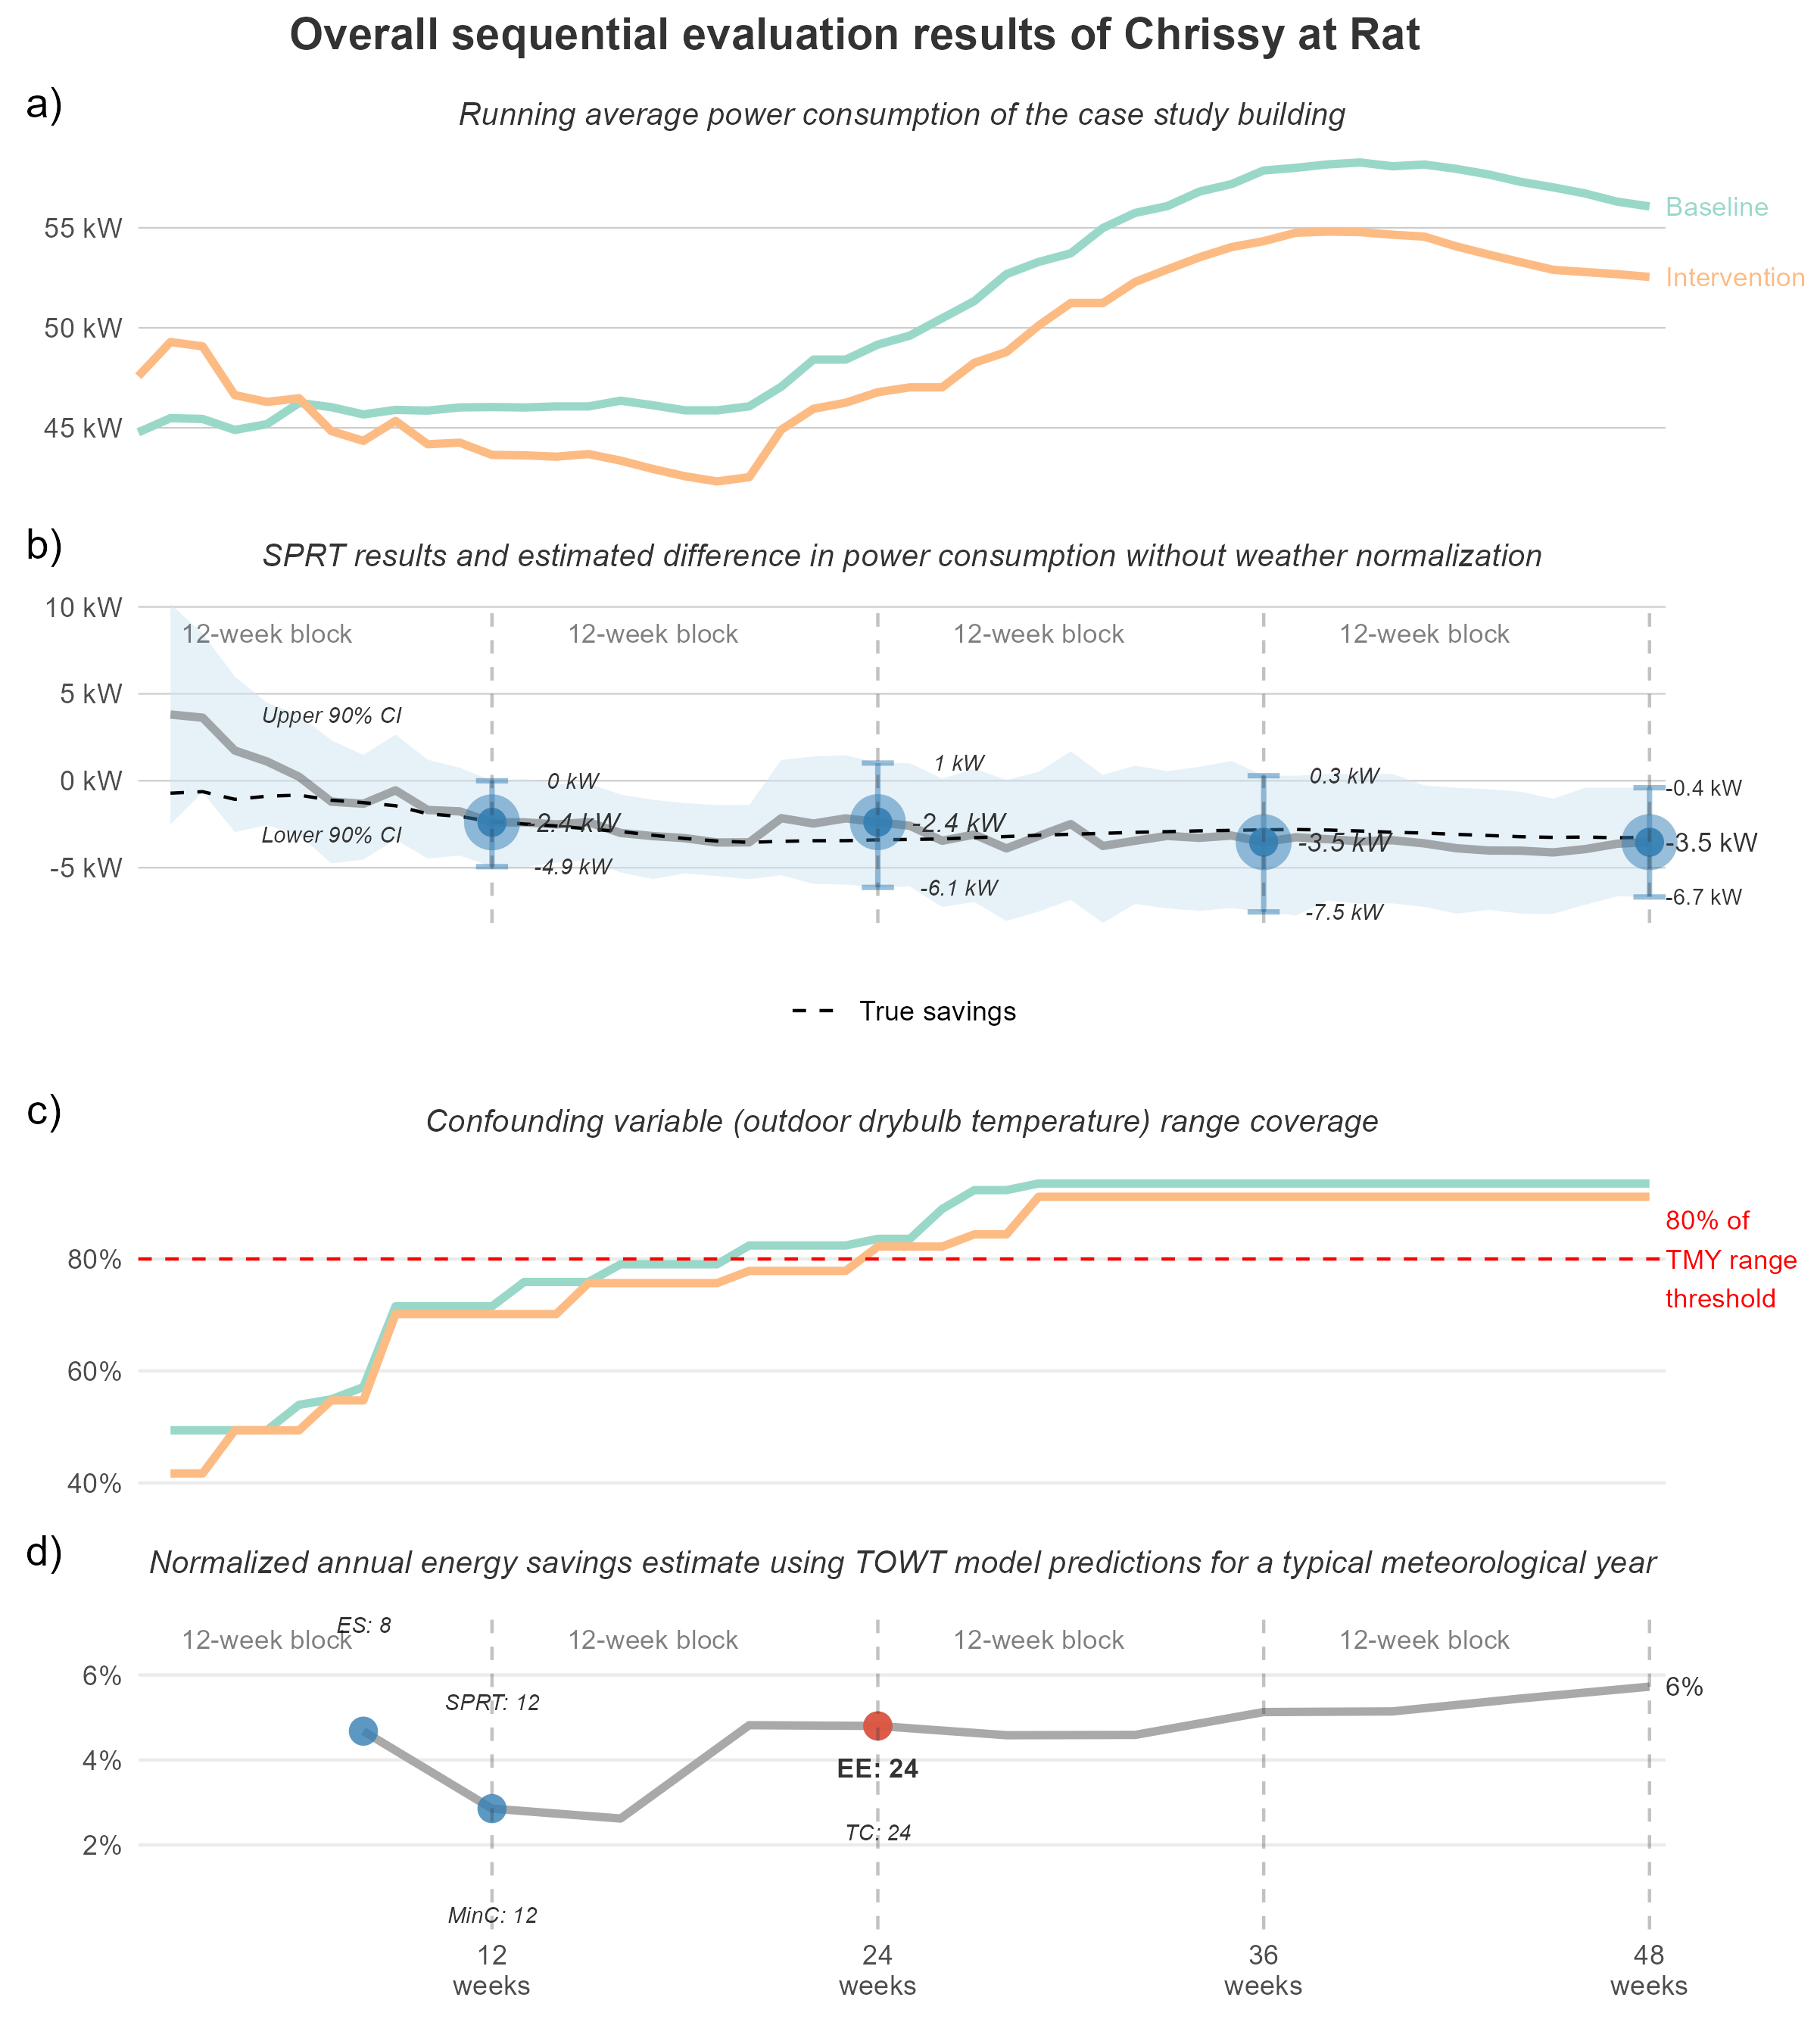 Overall sequential evaluation results of Chrissy at Rat
a)
Running average power consumption of the case study building
55 kW
50 kW
45 kW
Baseline
Intervention
b)
SPRT results and estimated difference in power consumption without weather normalization
10 kW
5 kW
0 kW
-5 kW
12-week block
12-week block
12-week block
12-week block
Upper 90% CI
Lower 90% CI
0 kW
-2.4 kW
-4.9 kW
1 kW
-2.4 kW
-6.1 kW
0.3 kW
-3.5 kW
-7.5 kW
-0.4 kW
-3.5 kW
-6.7 kW
True savings
c)
Confounding variable (outdoor drybulb temperature) range coverage
80%
60%
40%
80% of
TMY range
threshold
d)
Normalized annual energy savings estimate using TOWT model predictions for a typical meteorological year
12-week block
12-week block
12-week block
12-week block
6%
4%
2%
ES: 8
SPRT: 12
MinC: 12
EE: 24
TC: 24
6%
12
weeks
24
weeks
36
weeks
48
weeks